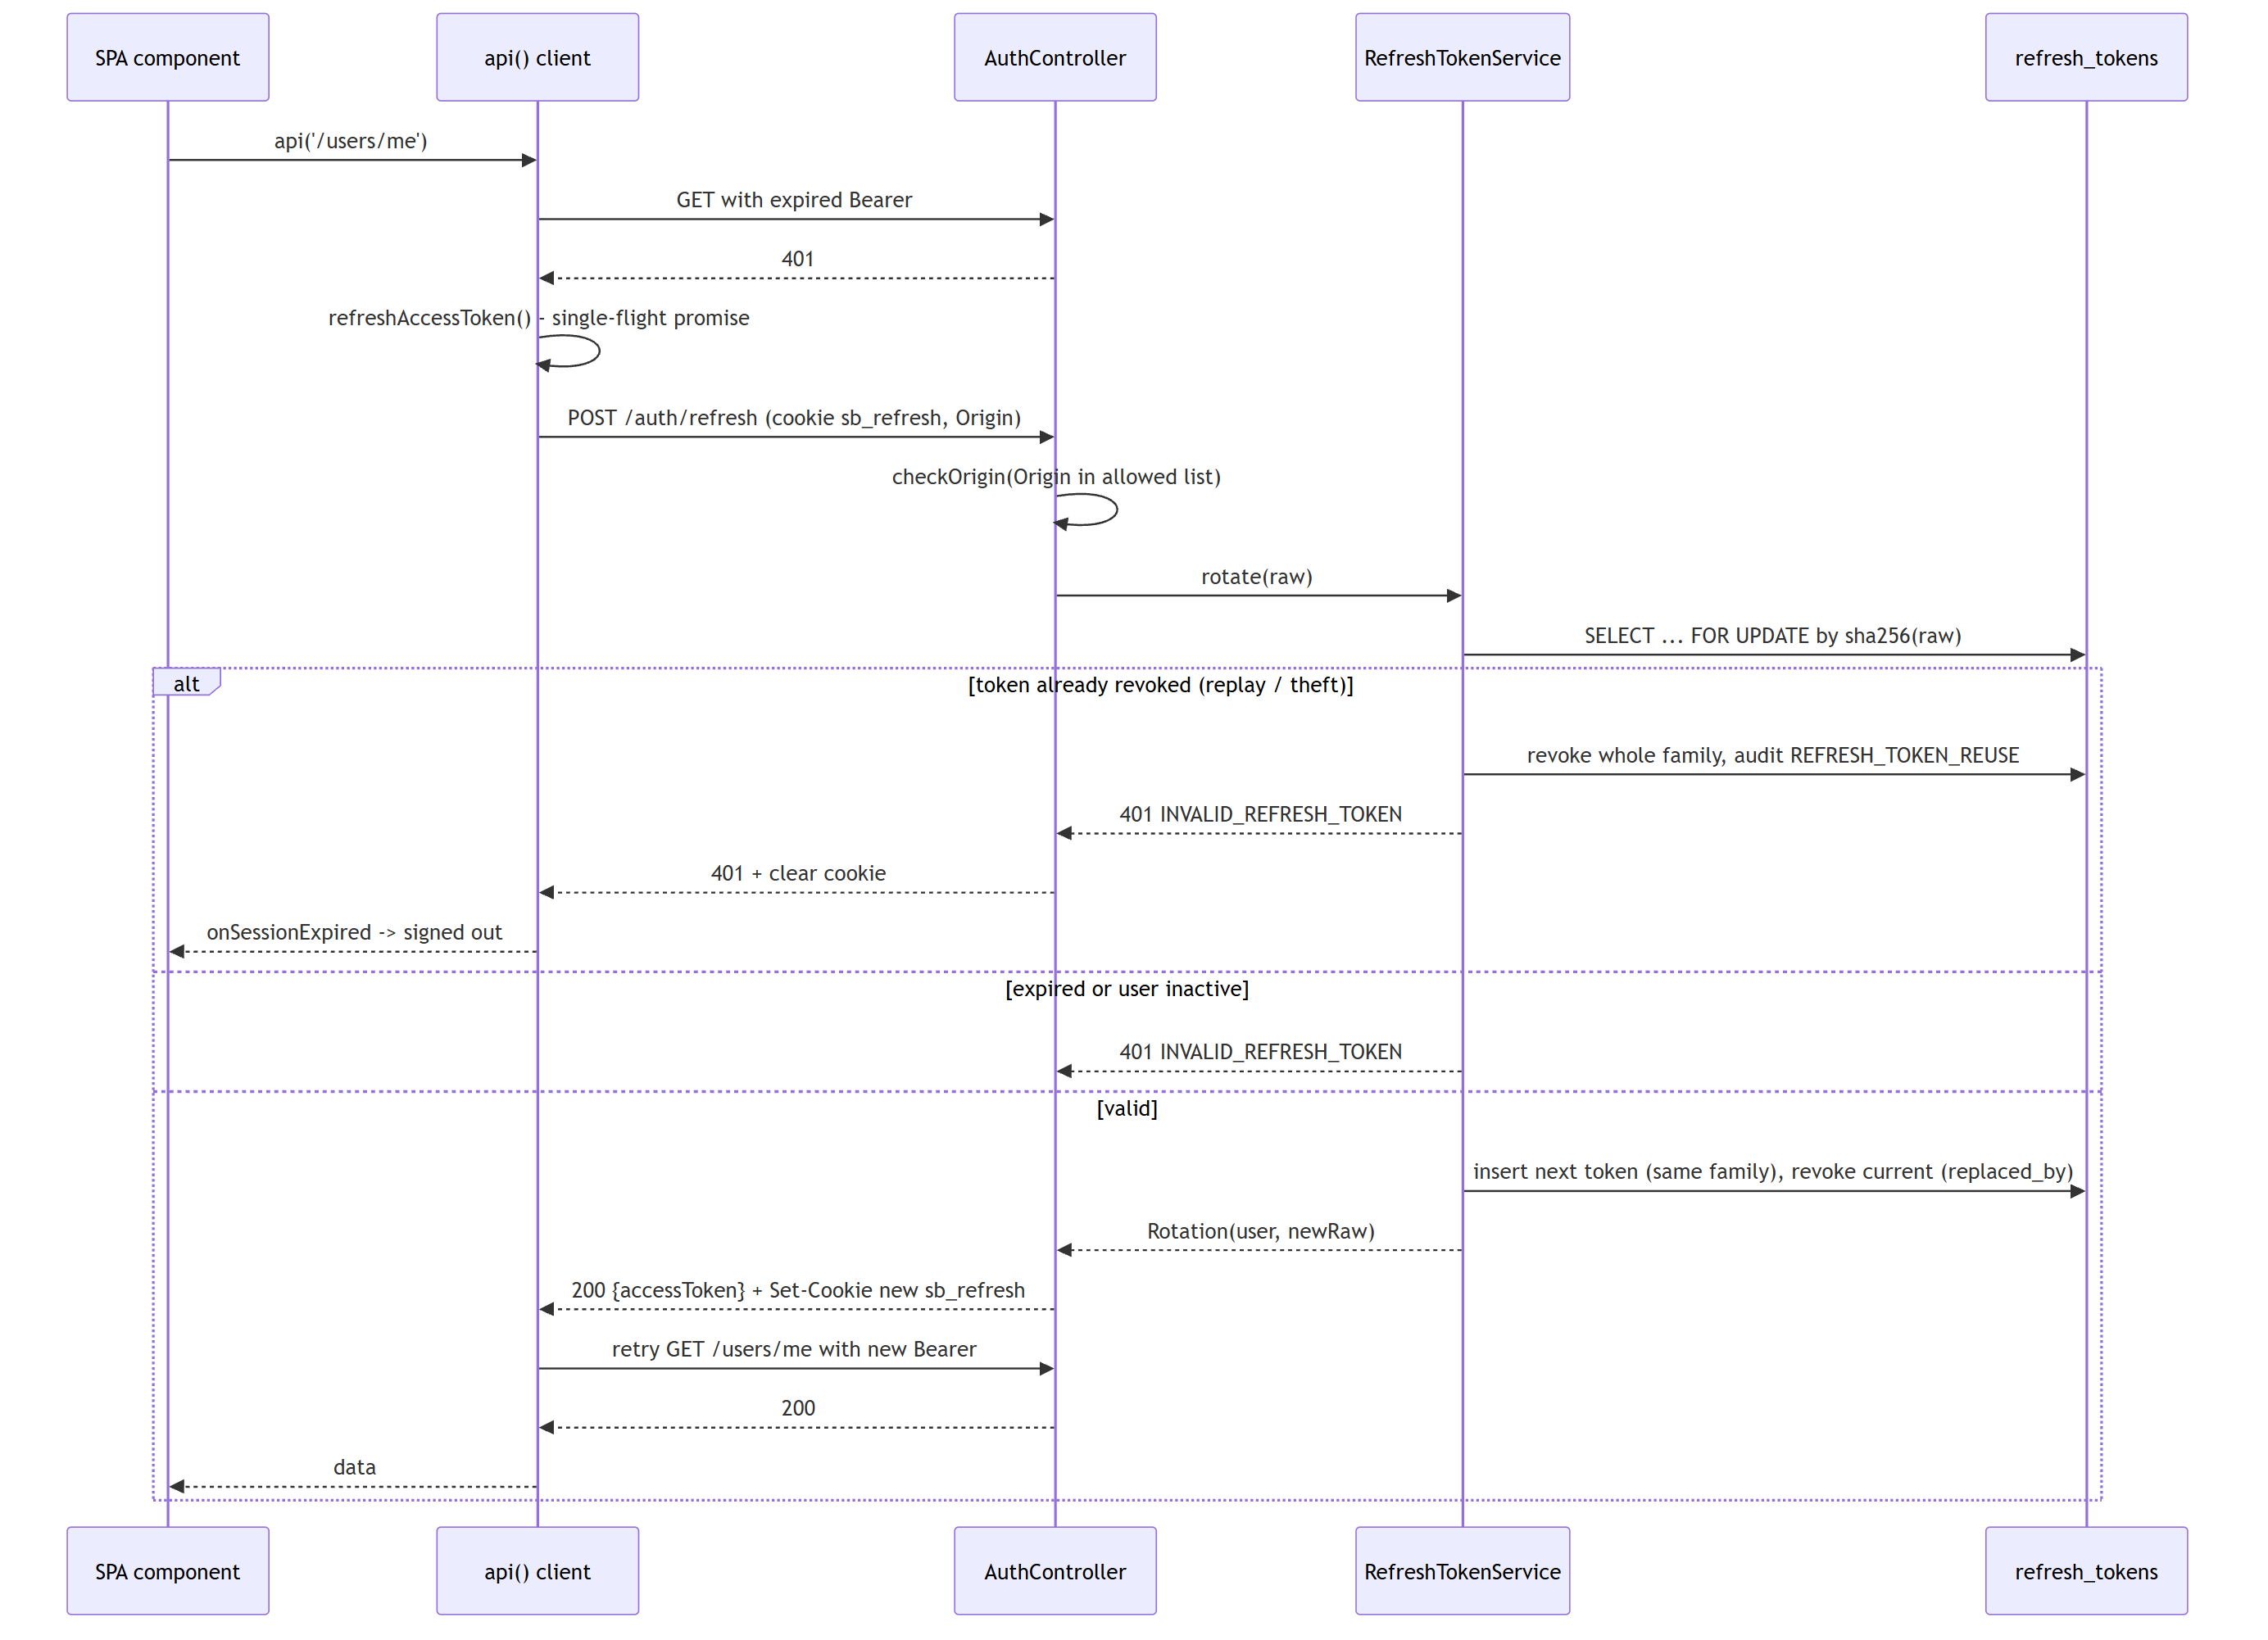 SPA component
api() client
AuthController
RefreshTokenService
refresh_tokens
api('/users/me')
GET with expired Bearer
401
refreshAccessToken() - single-flight promise
POST /auth/refresh (cookie sb_refresh, Origin)
checkOrigin(Origin in allowed list)
rotate(raw)
SELECT ... FOR UPDATE by sha256(raw)
alt
[token already revoked (replay / theft)]
revoke whole family, audit REFRESH_TOKEN_REUSE
401 INVALID_REFRESH_TOKEN
401 + clear cookie
onSessionExpired -> signed out
[expired or user inactive]
401 INVALID_REFRESH_TOKEN
[valid]
insert next token (same family), revoke current (replaced_by)
Rotation(user, newRaw)
200 {accessToken} + Set-Cookie new sb_refresh
retry GET /users/me with new Bearer
200
data
SPA component
api() client
AuthController
RefreshTokenService
refresh_tokens